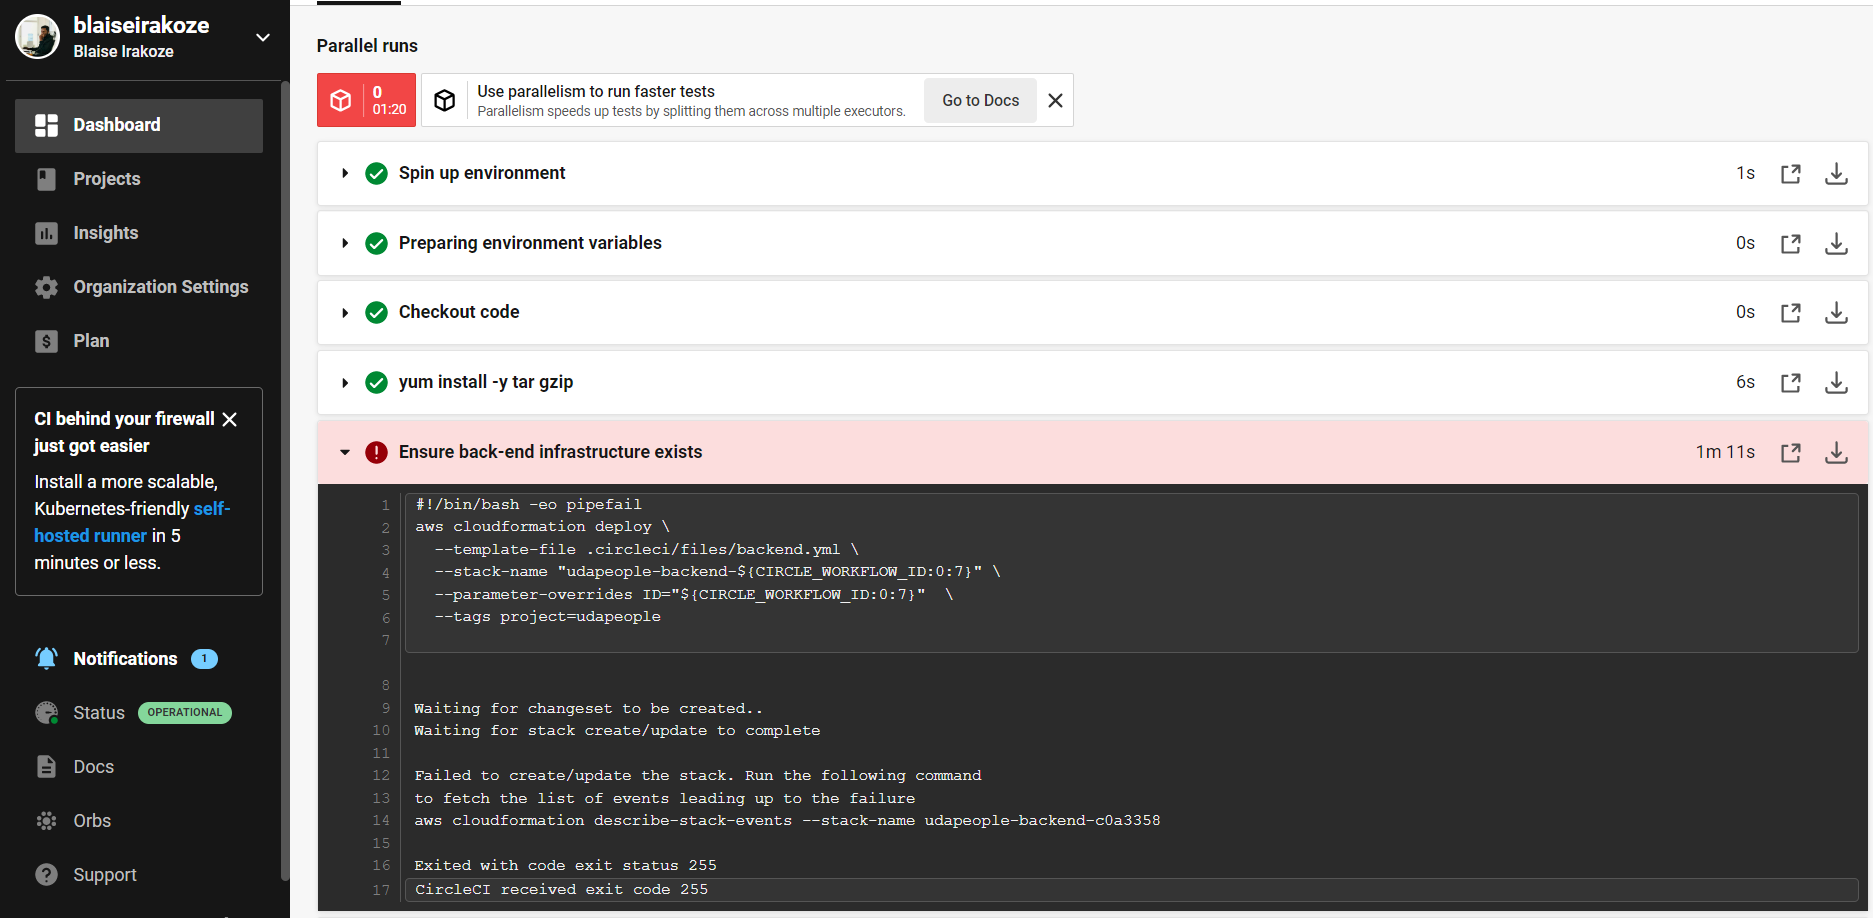 blaiseirakoze
Blaise Irakoze
Dashboard
Projects
Insights
Organization Settings
Plan
CI behind your firewall
just got easier
Install a more scalable,
Kubernetes-friendly self-
hosted runner in 5
minutes or less.
Notifications 1
Status OPERATIONAL
Docs
Orbs
Support
Parallel runs
0
01:20
Use parallelism to run faster tests
Parallelism speeds up tests by splitting them across multiple executors.
Go to Docs
Spin up environment 1s
Preparing environment variables 0s
Checkout code 0s
yum install -y tar gzip 6s
Ensure back-end infrastructure exists 1m 11s
1 #!/bin/bash -eo pipefail
2 aws cloudformation deploy \
3 --template-file .circleci/files/backend.yml \
4 --stack-name "udapeople-backend-${CIRCLE_WORKFLOW_ID:0:7}" \
5 --parameter-overrides ID="${CIRCLE_WORKFLOW_ID:0:7}"  \
6 --tags project=udapeople
7
8
9 Waiting for changeset to be created..
10 Waiting for stack create/update to complete
11
12 Failed to create/update the stack. Run the following command
13 to fetch the list of events leading up to the failure
14 aws cloudformation describe-stack-events --stack-name udapeople-backend-c0a3358
15
16 Exited with code exit status 255
17 CircleCI received exit code 255